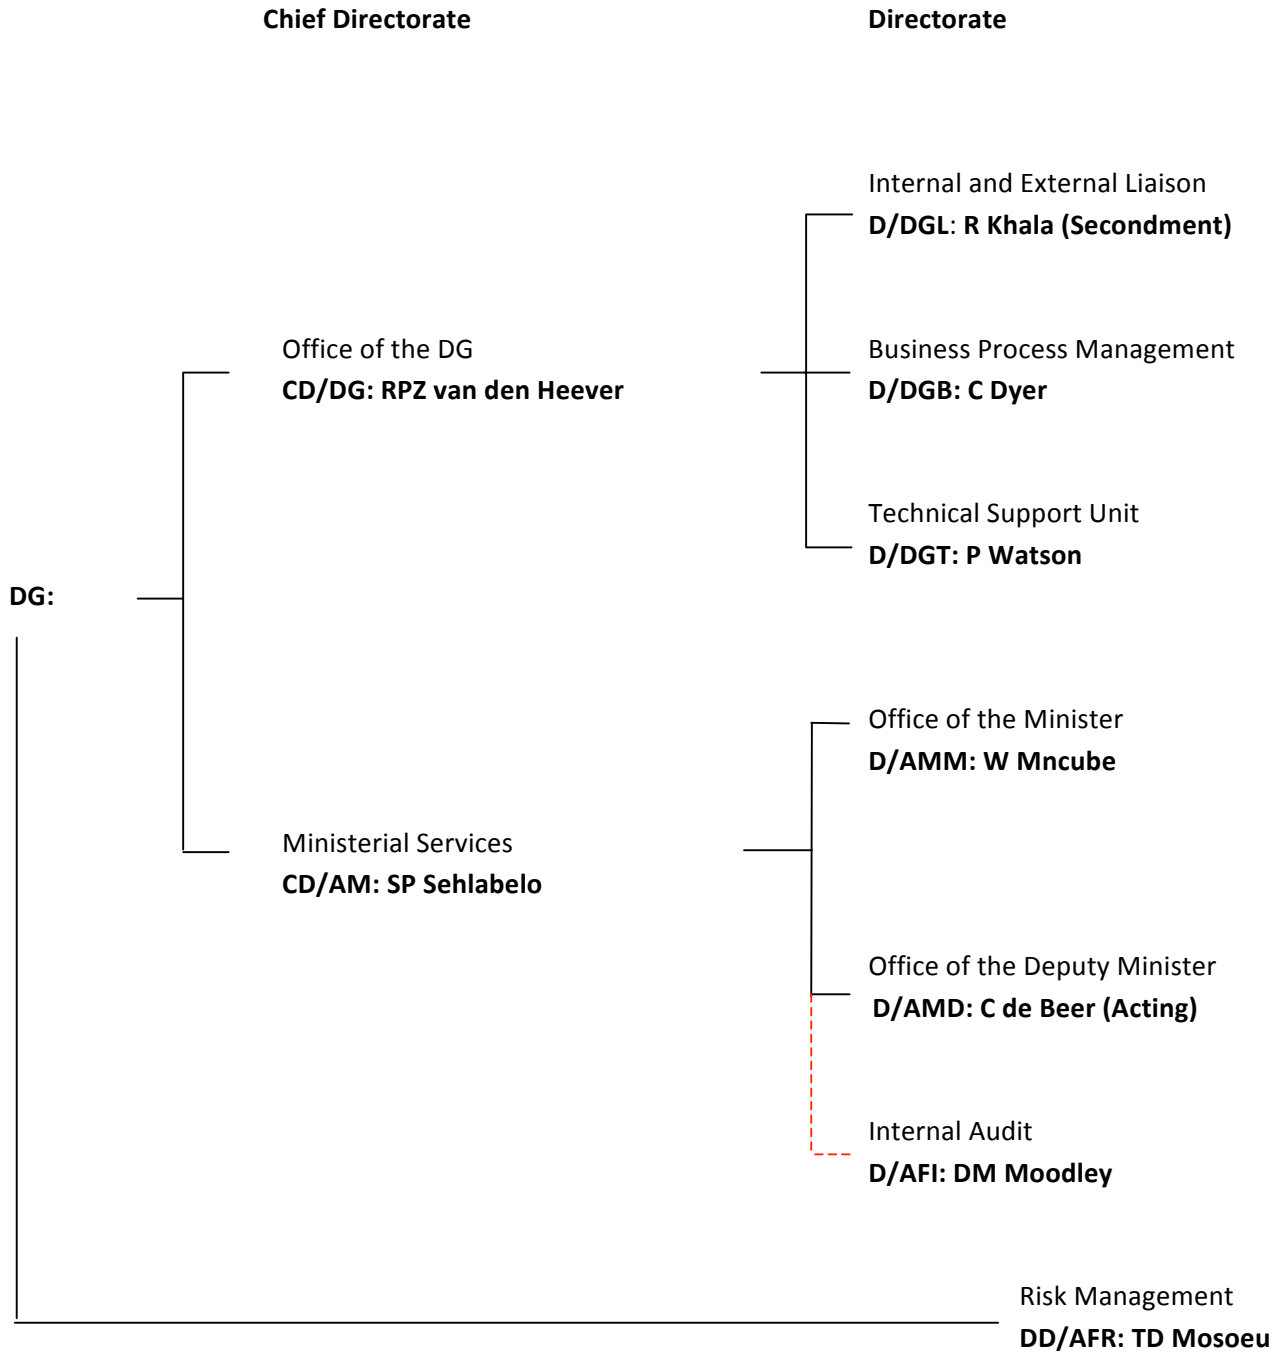 Chief Directorate
Directorate
Internal and External Liaison
D/DGL: R Khala (Secondment)
Office of the DG
CD/DG: RPZ van den Heever
Business Process Management
D/DGB: C Dyer
Technical Support Unit
D/DGT: P Watson
DG:
Office of the Minister
D/AMM: W Mncube
Ministerial Services
CD/AM: SP Sehlabelo
Office of the Deputy Minister
D/AMD: C de Beer (Acting)
Internal Audit
D/AFI: DM Moodley
Risk Management
DD/AFR: TD Mosoeu